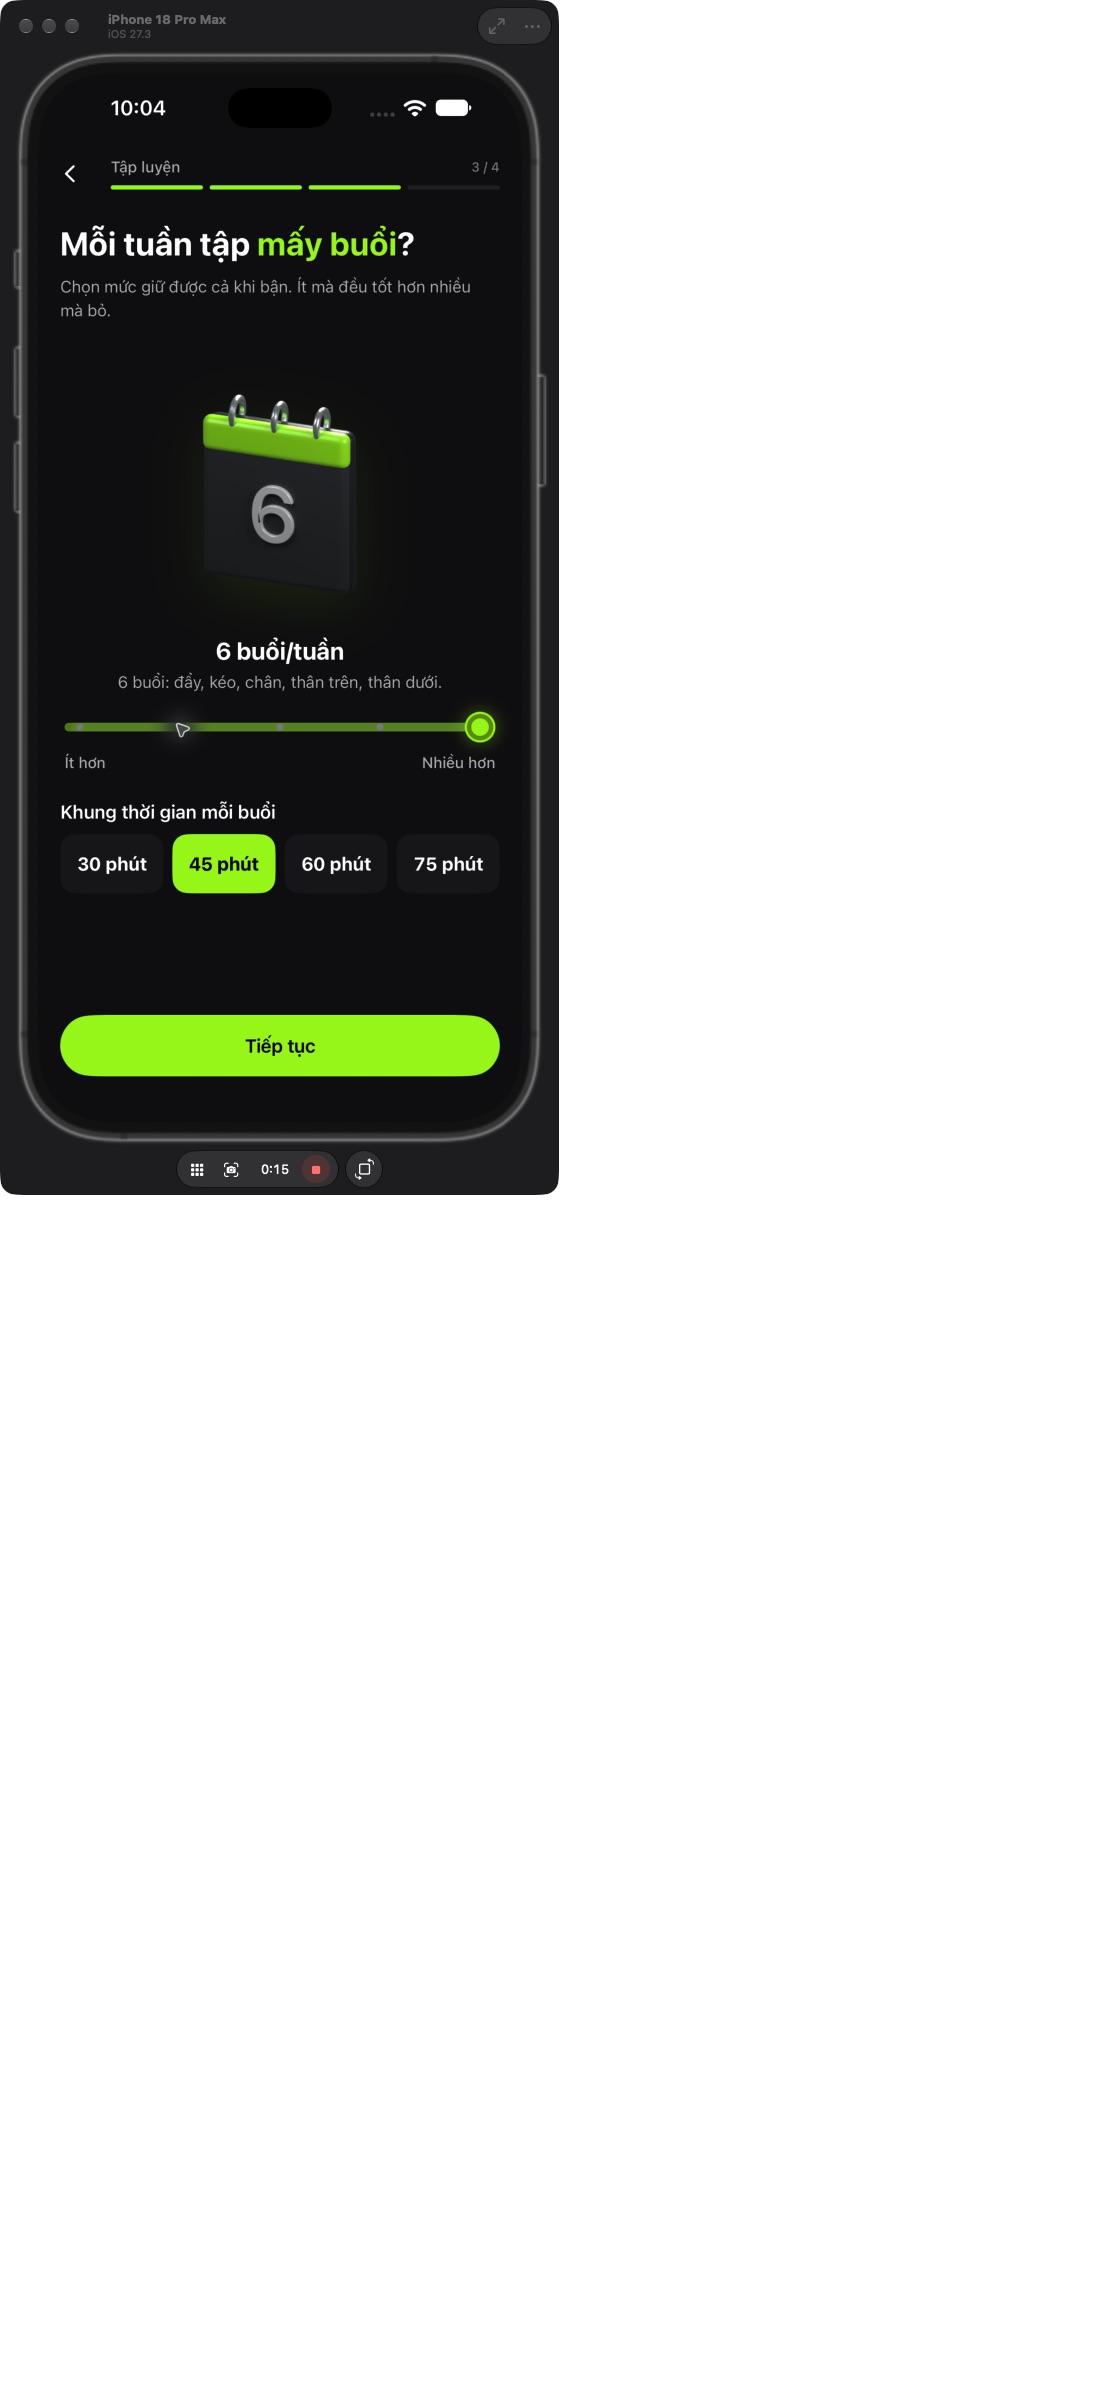 iPhone 18 Pro Max
iOS 27.3
10:04
Tập luyện
3 / 4
Mỗi tuần tập mấy buổi?
Chọn mức giữ được cả khi bận. Ít mà đều tốt hơn nhiều
mà bỏ.
6
6 buổi/tuần
6 buổi: đẩy, kéo, chân, thân trên, thân dưới.
Ít hơn
Nhiều hơn
Khung thời gian mỗi buổi
30 phút
45 phút
60 phút
75 phút
Tiếp tục
0:15